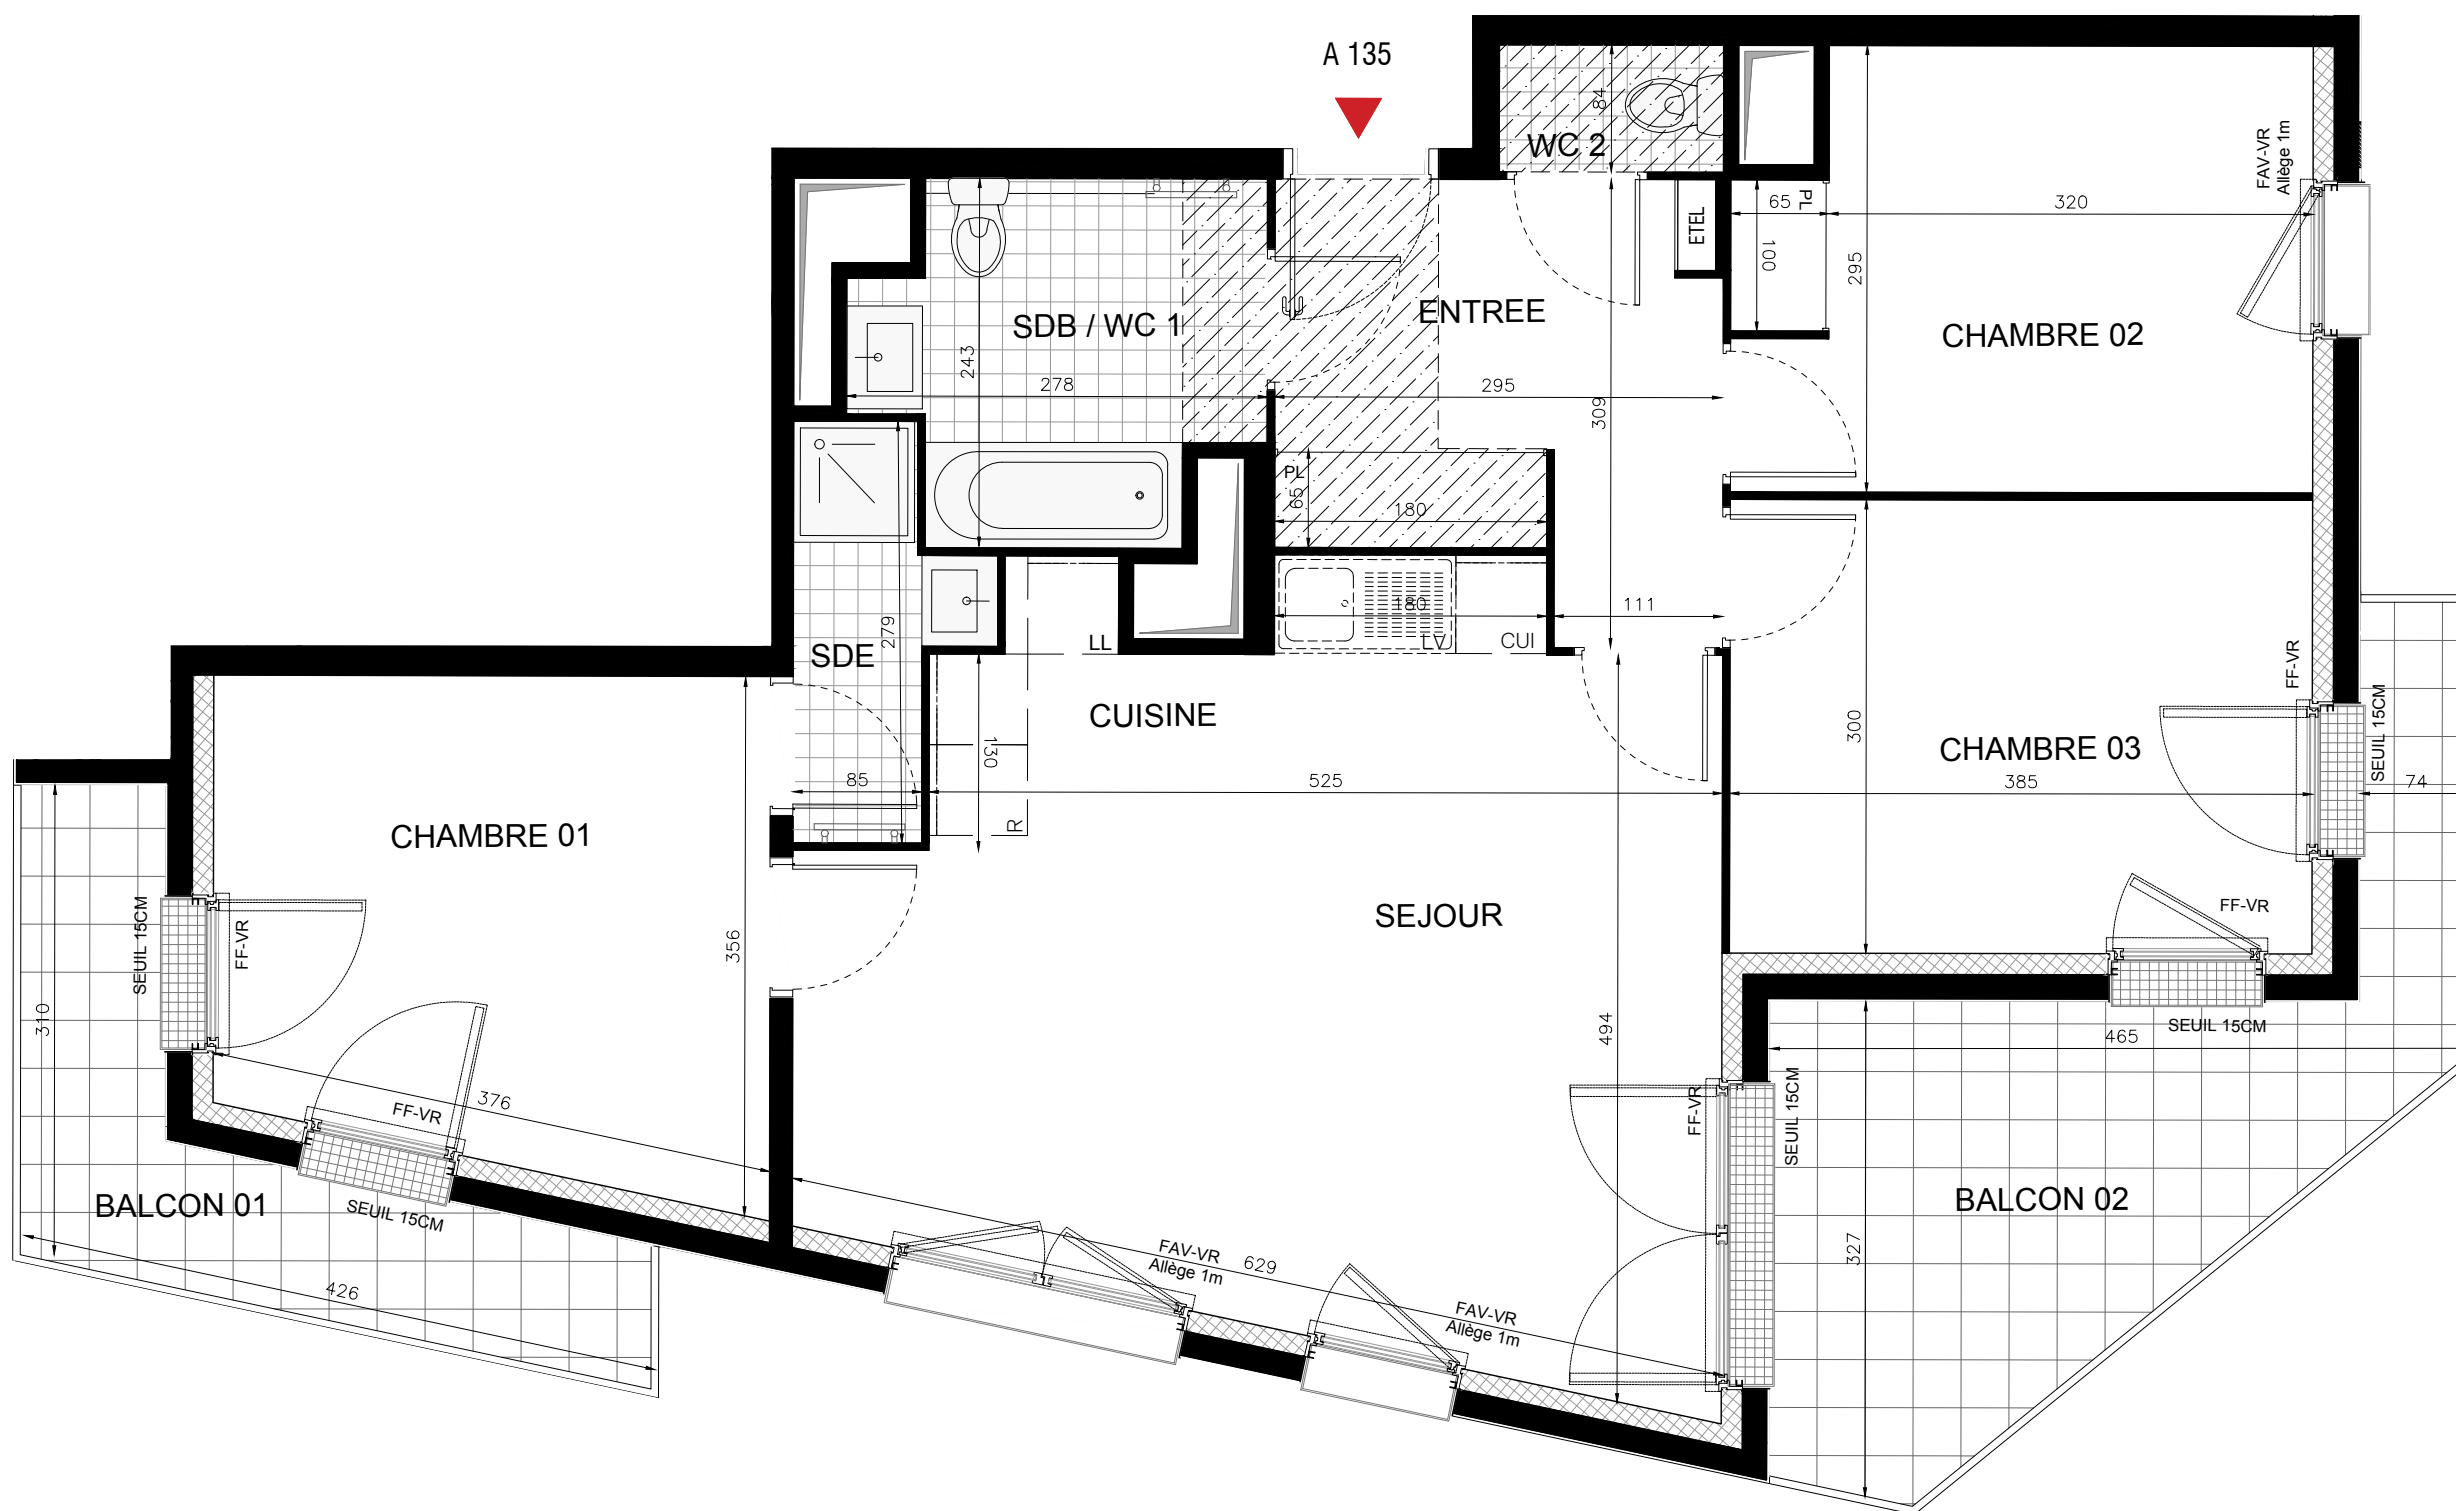 A 135
WC 2
84
PL
65
100
ETEL
320
295
FAV-VR
Allège 1m
CHAMBRE 02
SDB / WC 1
243
278
ENTREE
295
309
PL
65
180
180
LV
CUI
111
SDE
279
LL
CUISINE
130
R
85
525
CHAMBRE 03
300
385
FF-VR
SEUIL 15CM
74
FF-VR
SEUIL 15CM
465
CHAMBRE 01
356
SEUIL 15CM
FF-VR
310
376
FF-VR
SEUIL 15CM
BALCON 01
426
SEJOUR
494
FAV-VR
Allège 1m
629
FAV-VR
Allège 1m
FF-VR
SEUIL 15CM
BALCON 02
327